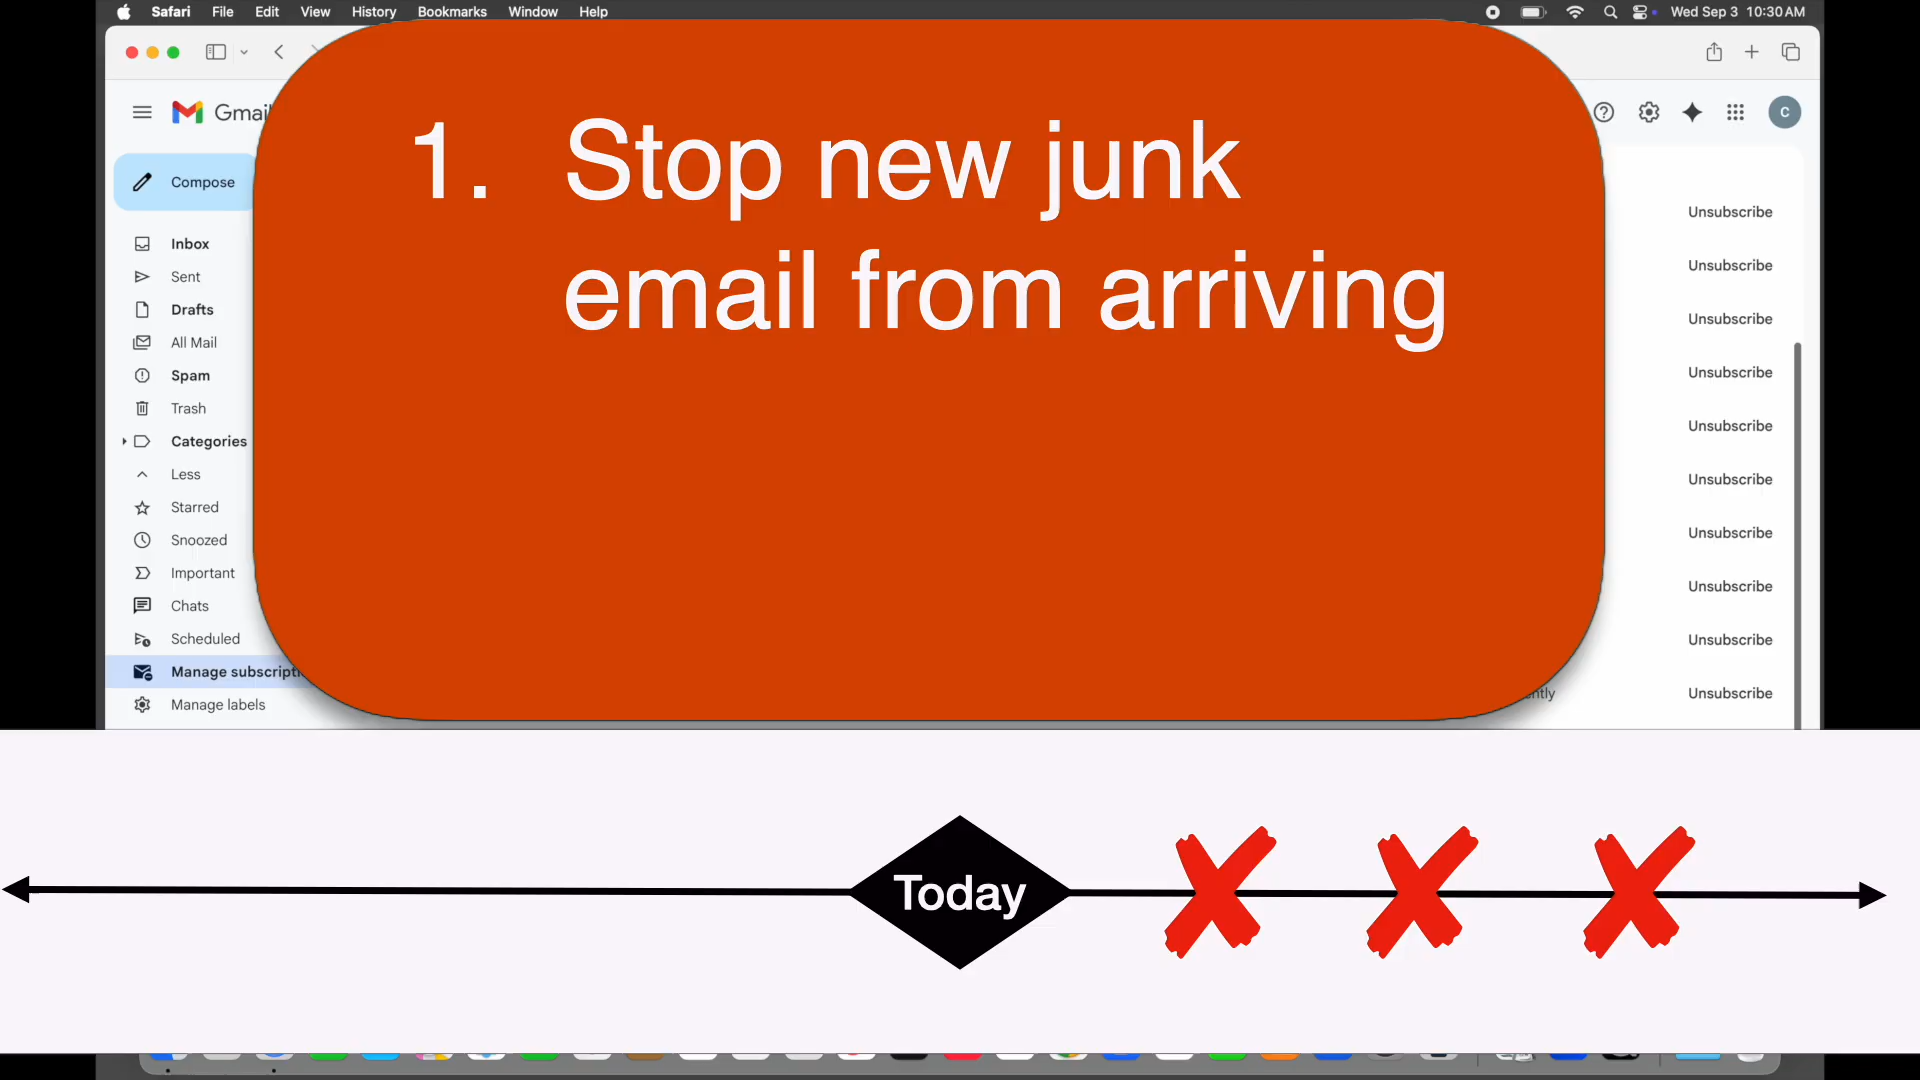 Safari File Edit View History Bookmarks Window Help
Wed Sep 3 10:30 AM
Gmail
C
Compose
Inbox
Sent
Drafts
All Mail
Spam
Trash
Categories
Less
Starred
Snoozed
Important
Chats
Scheduled
Manage subscripti
Manage labels
1. Stop new junk
email from arriving
Unsubscribe
Unsubscribe
Unsubscribe
Unsubscribe
Unsubscribe
Unsubscribe
Unsubscribe
Unsubscribe
Unsubscribe
ntly Unsubscribe
Today